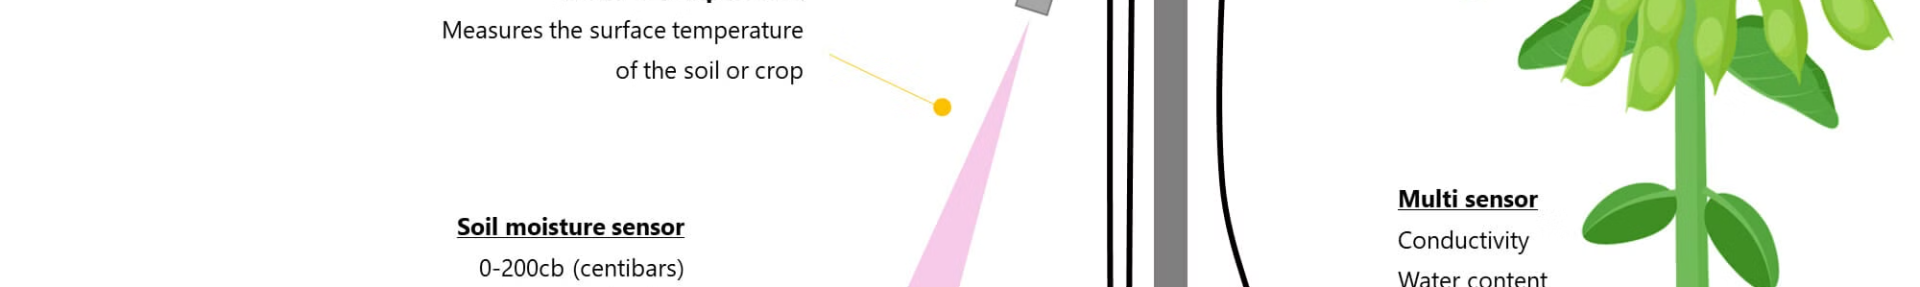 Measures the surface temperature
of the soil or crop
Soil moisture sensor
0-200cb (centibars)
Multi sensor
Conductivity
Water content